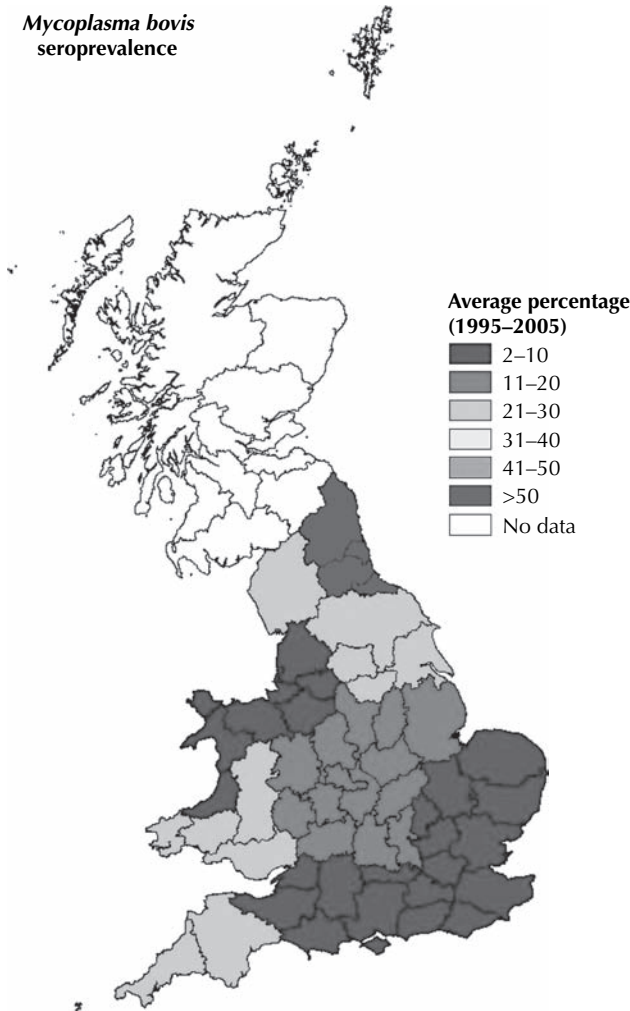 Mycoplasma bovis
seroprevalence
Average percentage
(1995–2005)
2–10
11–20
21–30
31–40
41–50
>50
No data